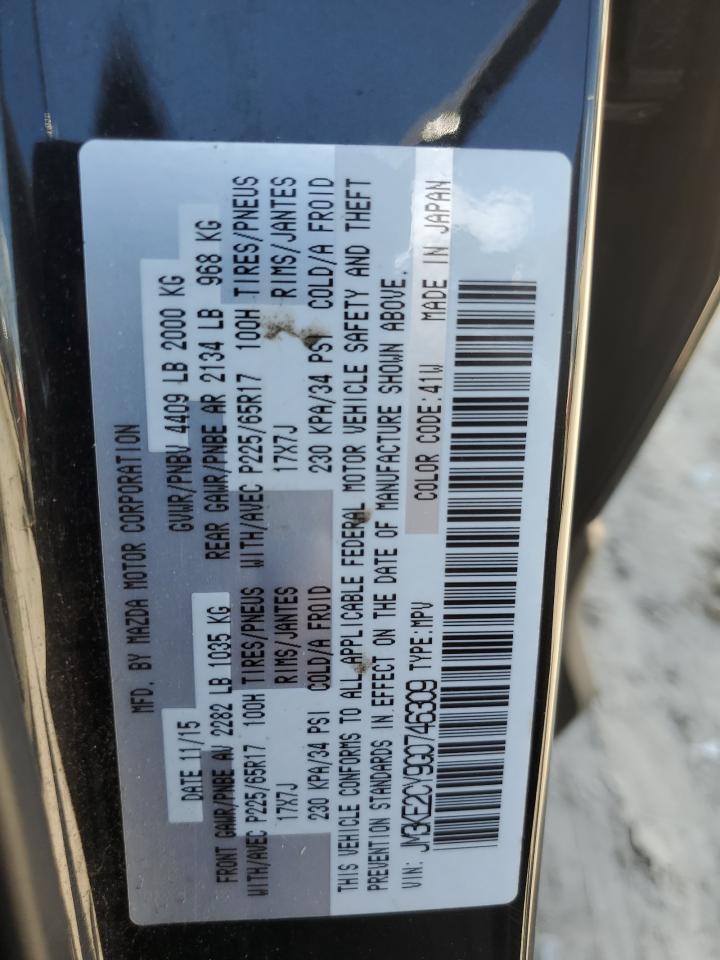 MFD. BY MAZDA MOTOR CORPORATION
DATE 11/15 GVWR/PNBV 4409 LB 2000 KG
FRONT GAWR/PNBE AV 2282 LB 1035 KG REAR GAWR/PNBE AR 2134 LB 968 KG
WITH/AVEC P225/65R17 100H TIRES/PNEUS WITH/AVEC P225/65R17 100H TIRES/PNEUS
17X7J RIMS/JANTES 17X7J RIMS/JANTES
230 KPA/34 PSI COLD/A FROID 230 KPA/34 PSI COLD/A FROID
THIS VEHICLE CONFORMS TO ALL APPLICABLE FEDERAL MOTOR VEHICLE SAFETY AND THEFT
PREVENTION STANDARDS IN EFFECT ON THE DATE OF MANUFACTURE SHOWN ABOVE.
VIN: JM3KE2CY9G0746309 TYPE:MPV COLOR CODE:41W MADE IN JAPAN